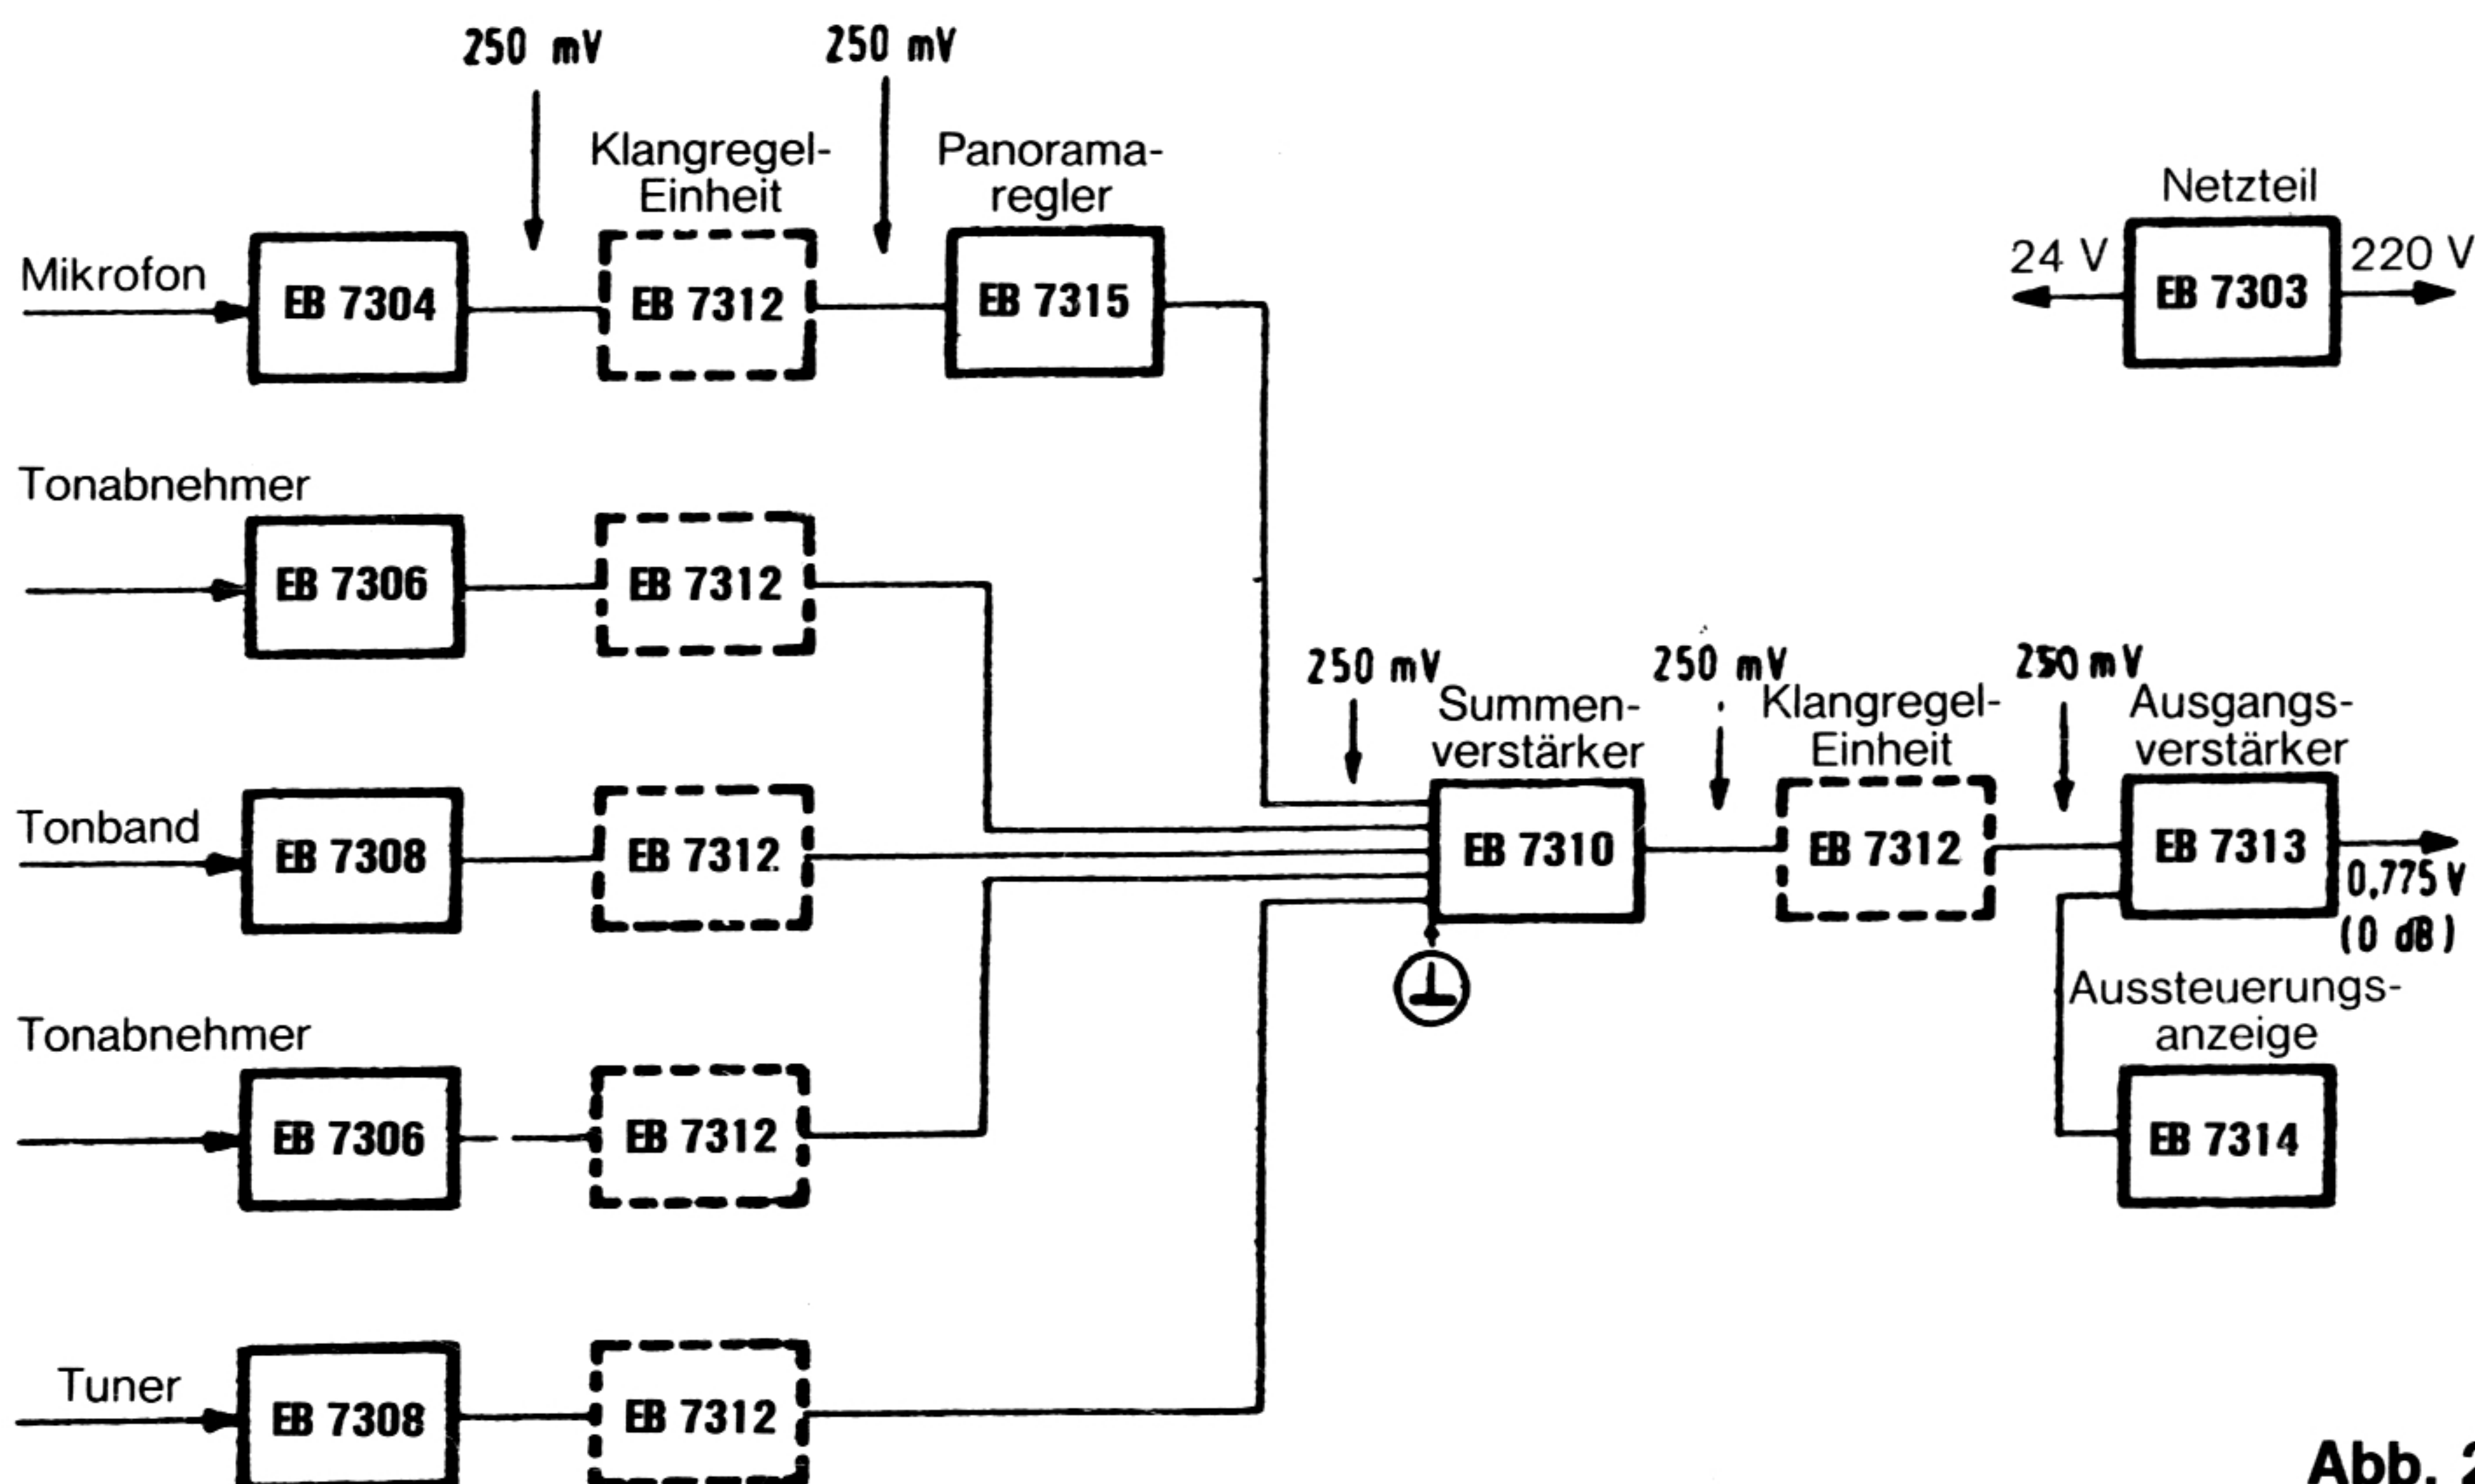 250 mV
250 mV
Klangregel-
Einheit
Panorama-
regler
Netzteil
Mikrofon
EB 7304
EB 7312
EB 7315
24 V
EB 7303
220 V
Tonabnehmer
EB 7306
EB 7312
250 mV
250 mV
250 mV
Summen-
verstärker
Klangregel-
Einheit
Ausgangs-
verstärker
Tonband
EB 7308
EB 7312
EB 7310
EB 7312
EB 7313
0,775 V
(0 dB)
Aussteuerungs-
anzeige
EB 7314
Tonabnehmer
EB 7306
EB 7312
Tuner
EB 7308
EB 7312
Abb. 2